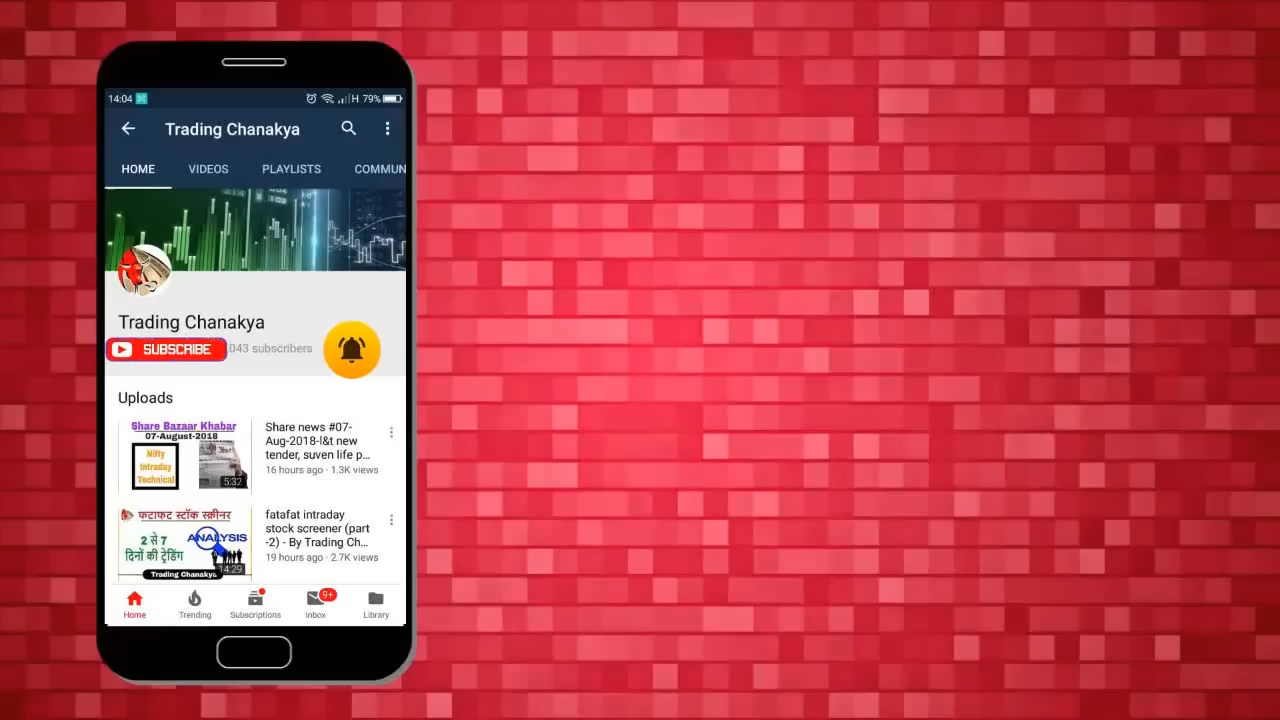 14:04
H 79%
Trading Chanakya
HOME VIDEOS PLAYLISTS COMMUN
Trading Chanakya
SUBSCRIBE 043 subscribers
Uploads
Share Bazaar Khabar
07-August-2018
Nifty
Intraday
Technical
5:32
Share news #07-
Aug-2018-l&t new
tender, suven life p...
16 hours ago · 1.3K views
फटाफट स्टॉक स्क्रीनर
2 से 7
दिनों की ट्रेडिंग
ANALYSIS
14:29
Trading Chanakya
fatafat intraday
stock screener (part
-2) - By Trading Ch...
19 hours ago · 2.7K views
9+
Home Trending Subscriptions Inbox Library